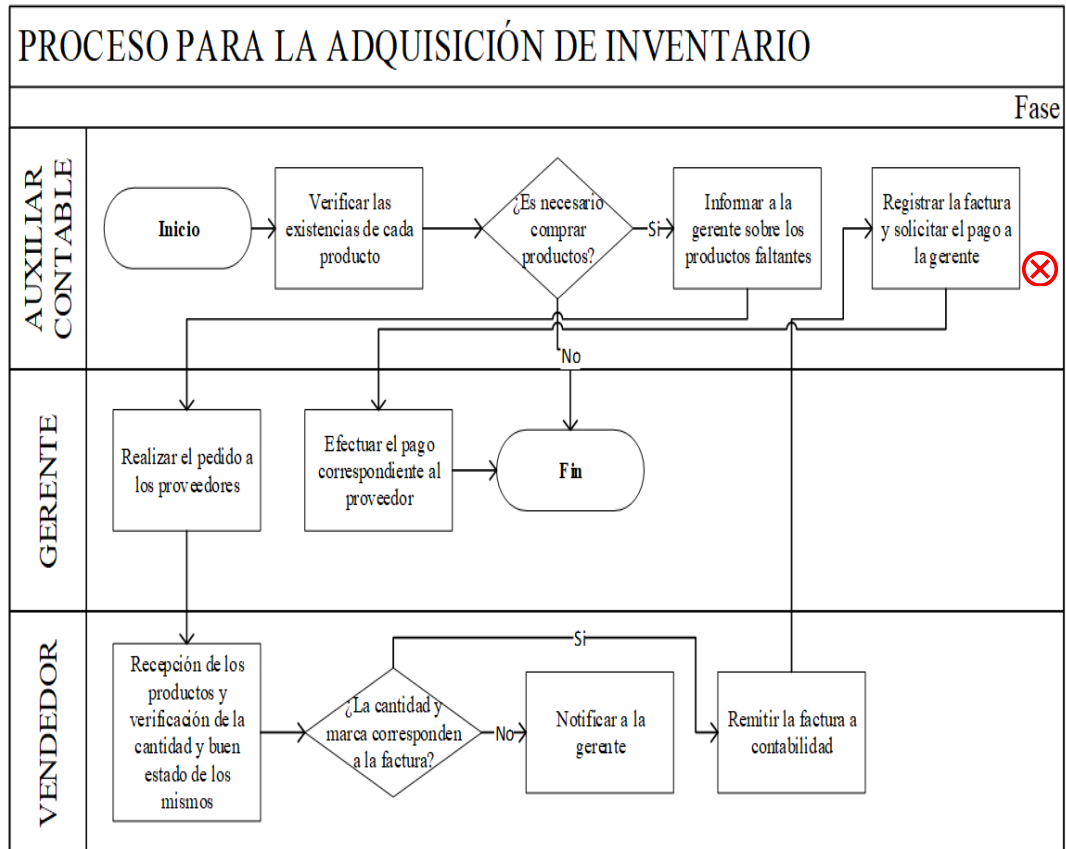 PROCESO PARA LA ADQUISICIÓN DE INVENTARIO
Fase
AUXILIAR
CONTABLE
Inicio
Verificar las
existencias de cada
producto
¿Es necesario
comprar
productos?
Si
Informar a la
gerente sobre los
productos faltantes
Registrar la factura
y solicitar el pago a
la gerente
No
GERENTE
Realizar el pedido a
los proveedores
Efectuar el pago
correspondiente al
proveedor
Fin
VENDEDOR
Recepción de los
productos y
verificación de la
cantidad y buen
estado de los
mismos
¿La cantidad y
marca corresponden
a la factura?
Si
No
Notificar a la
gerente
Remitir la factura a
contabilidad